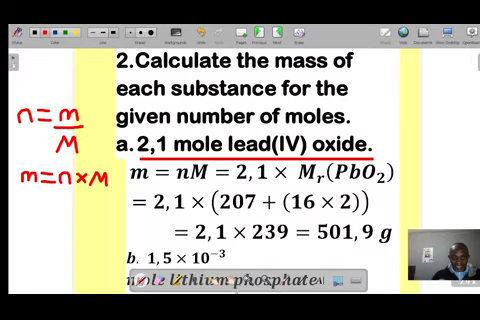 2.Calculate the mass of
each substance for the
given number of moles.
a. 2,1 mole lead(IV) oxide.
n = m/M
m = n × M
m = nM = 2,1 × Mᵣ(PbO₂)
= 2,1 × (207 + (16 × 2))
= 2,1 × 239 = 501,9 g
b. 1,5 × 10⁻³
mole lithium phosphate